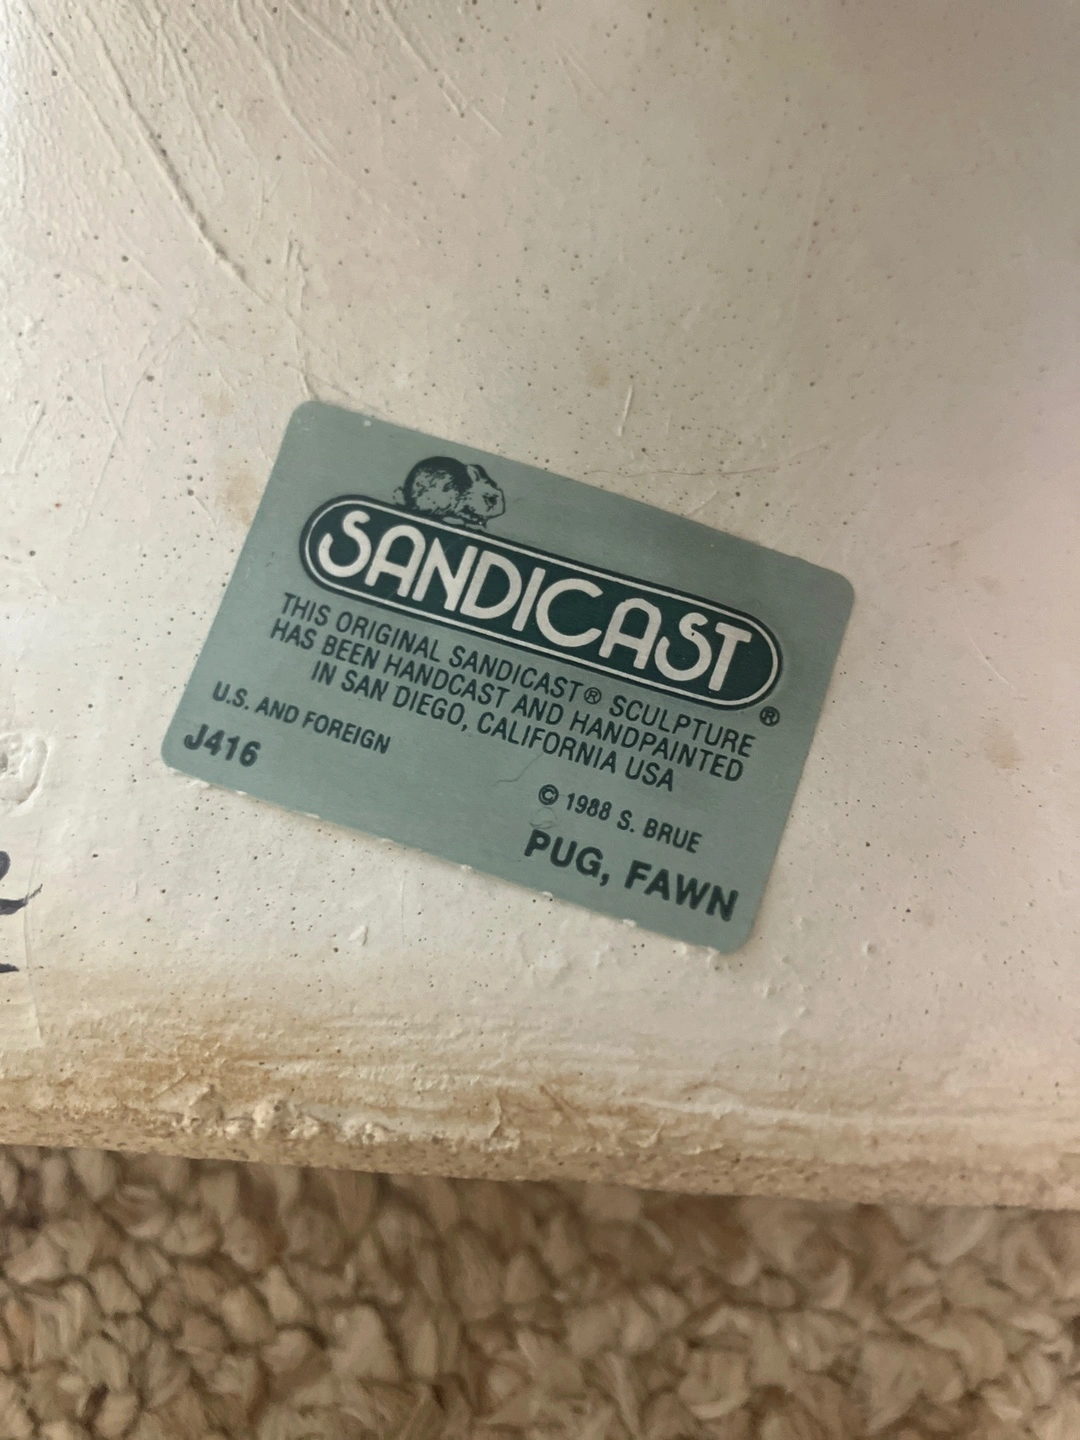 SANDICAST®
THIS ORIGINAL SANDICAST® SCULPTURE
HAS BEEN HANDCAST AND HANDPAINTED
IN SAN DIEGO, CALIFORNIA USA
U.S. AND FOREIGN
J416
© 1988 S. BRUE
PUG, FAWN